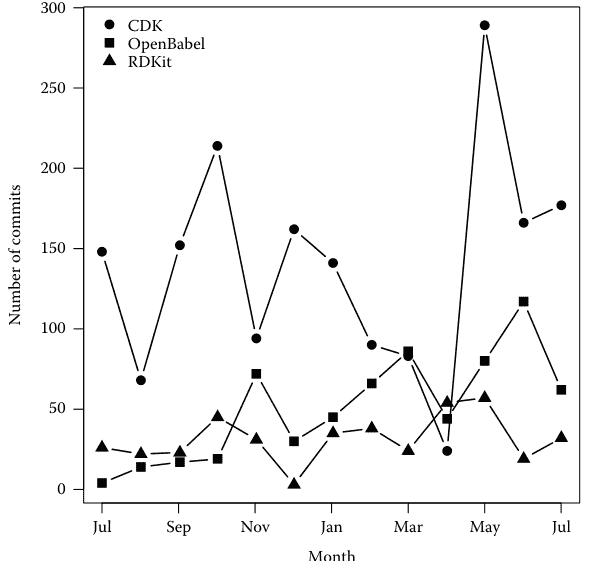 300
250
200
150
100
50
0
Number of commits
CDK
OpenBabel
RDKit
Jul
Sep
Nov
Jan
Mar
May
Jul
Month